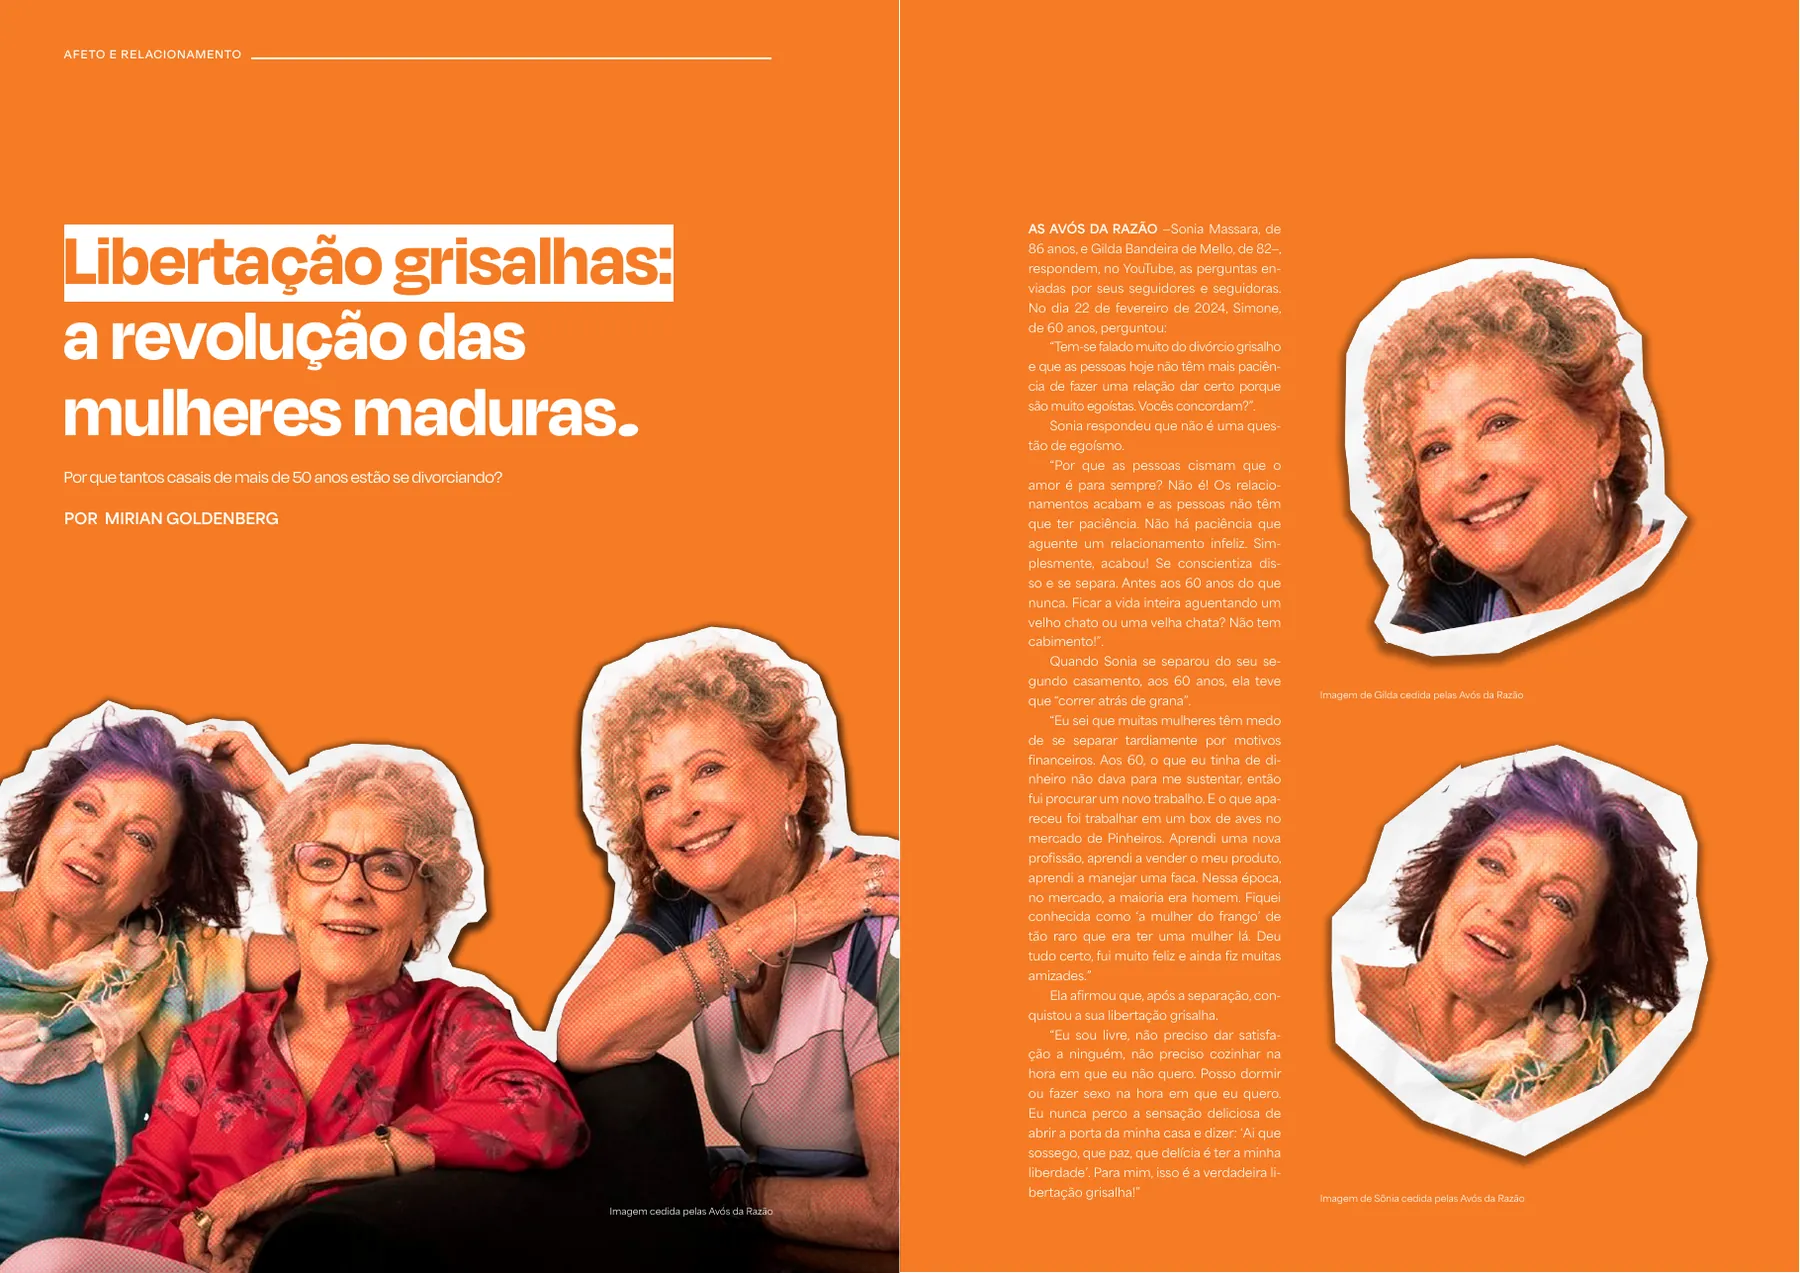 AFETO E RELACIONAMENTO
Libertação grisalhas:
a revolução das
mulheres maduras.
Por que tantos casais de mais de 50 anos estão se divorciando?
POR MIRIAN GOLDENBERG
Imagem cedida pelas Avós da Razão
AS AVÓS DA RAZÃO —Sonia Massara, de
86 anos, e Gilda Bandeira de Mello, de 82—,
respondem, no YouTube, as perguntas en-
viadas por seus seguidores e seguidoras.
No dia 22 de fevereiro de 2024, Simone,
de 60 anos, perguntou:
“Tem-se falado muito do divórcio grisalho
e que as pessoas hoje não têm mais paciên-
cia de fazer uma relação dar certo porque
são muito egoístas. Vocês concordam?”.
Sonia respondeu que não é uma ques-
tão de egoísmo.
“Por que as pessoas cismam que o
amor é para sempre? Não é! Os relacio-
namentos acabam e as pessoas não têm
que ter paciência. Não há paciência que
aguente um relacionamento infeliz. Sim-
plesmente, acabou! Se conscientiza dis-
so e se separa. Antes aos 60 anos do que
nunca. Ficar a vida inteira aguentando um
velho chato ou uma velha chata? Não tem
cabimento!”.
Quando Sonia se separou do seu se-
gundo casamento, aos 60 anos, ela teve
que “correr atrás de grana”.
“Eu sei que muitas mulheres têm medo
de se separar tardiamente por motivos
financeiros. Aos 60, o que eu tinha de di-
nheiro não dava para me sustentar, então
fui procurar um novo trabalho. E o que apa-
receu foi trabalhar em um box de aves no
mercado de Pinheiros. Aprendi uma nova
profissão, aprendi a vender o meu produto,
aprendi a manejar uma faca. Nessa época,
no mercado, a maioria era homem. Fiquei
conhecida como ‘a mulher do frango’ de
tão raro que era ter uma mulher lá. Deu
tudo certo, fui muito feliz e ainda fiz muitas
amizades.”
Ela afirmou que, após a separação, con-
quistou a sua libertação grisalha.
“Eu sou livre, não preciso dar satisfa-
ção a ninguém, não preciso cozinhar na
hora em que eu não quero. Posso dormir
ou fazer sexo na hora em que eu quero.
Eu nunca perco a sensação deliciosa de
abrir a porta da minha casa e dizer: ‘Ai que
sossego, que paz, que delícia é ter a minha
liberdade’. Para mim, isso é a verdadeira li-
bertação grisalha!”
Imagem de Gilda cedida pelas Avós da Razão
Imagem de Sônia cedida pelas Avós da Razão